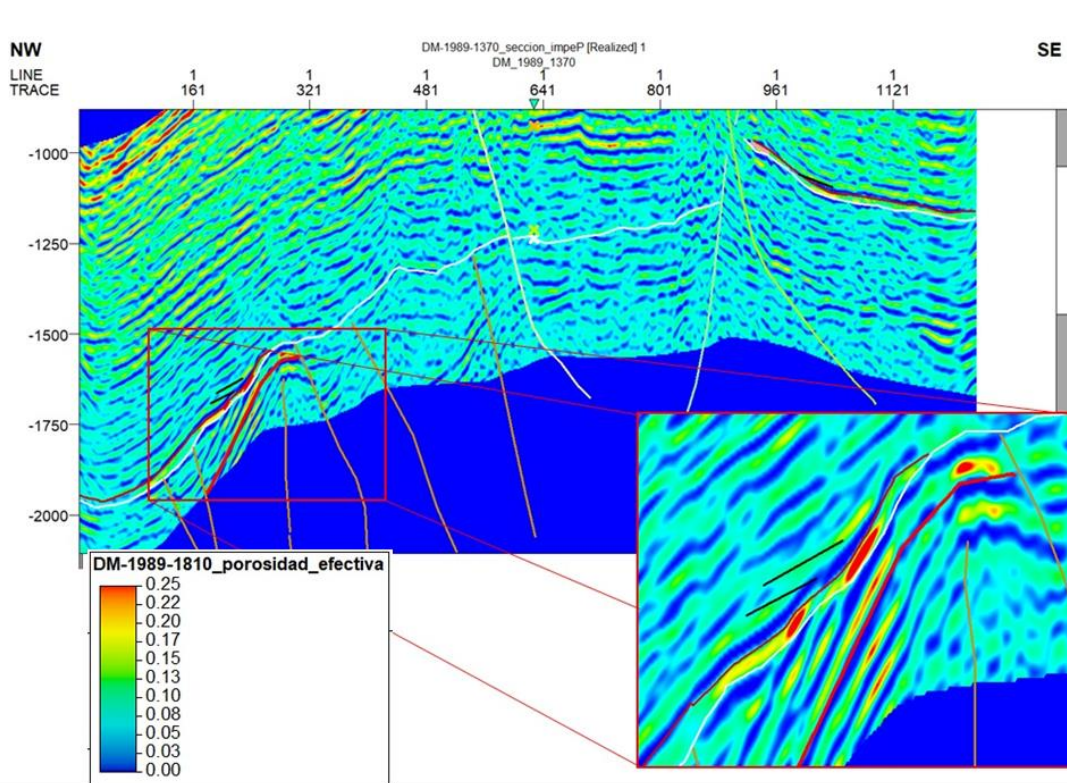 DM-1989-1370_seccion_impeP [Realized] 1
DM_1989_1370
NW SE
LINE 1 1 1 1 1 1 1
TRACE 161 321 481 641 801 961 1121
-1000
-1250
-1500
-1750
-2000
DM-1989-1810_porosidad_efectiva
0.25
0.22
0.20
0.17
0.15
0.13
0.10
0.08
0.05
0.03
0.00